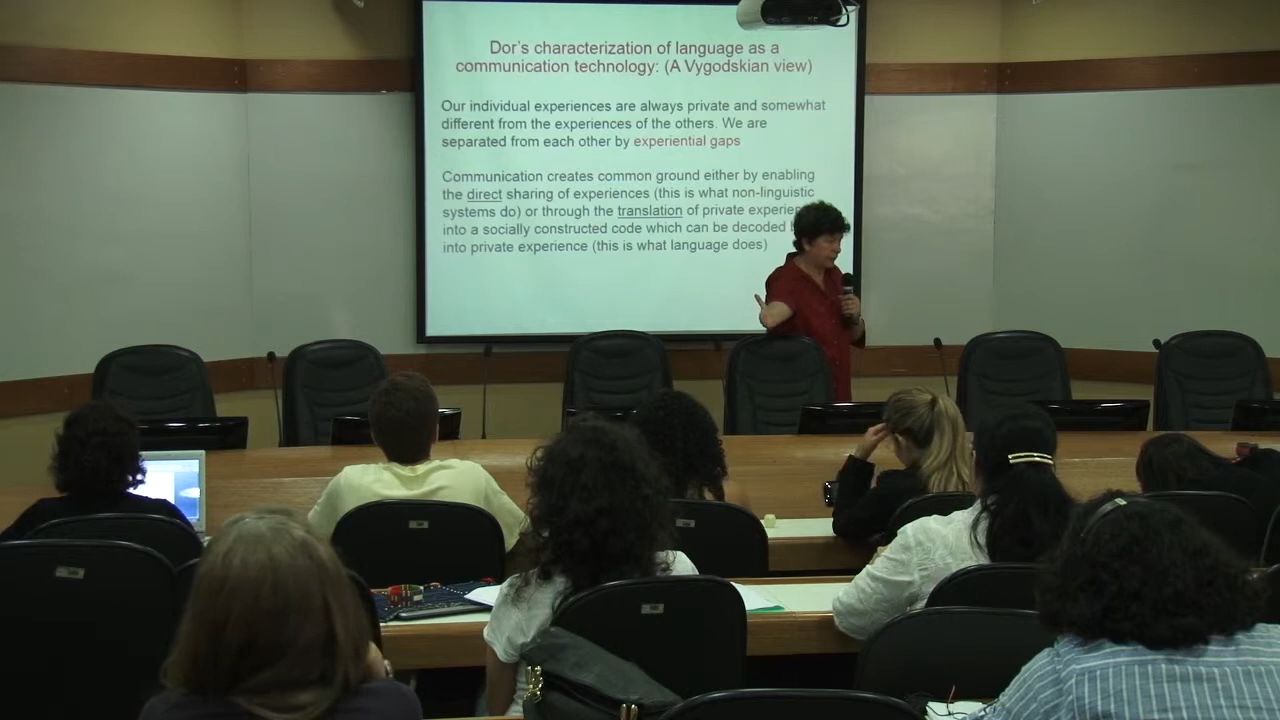 Dor's characterization of language as a
communication technology: (A Vygodskian view)
Our individual experiences are always private and somewhat
different from the experiences of the others. We are
separated from each other by experiential gaps
Communication creates common ground either by enabling
the direct sharing of experiences (this is what non-linguistic
systems do) or through the translation of private
into a socially constructed code which can be decoded
into private experience (this is what language does)